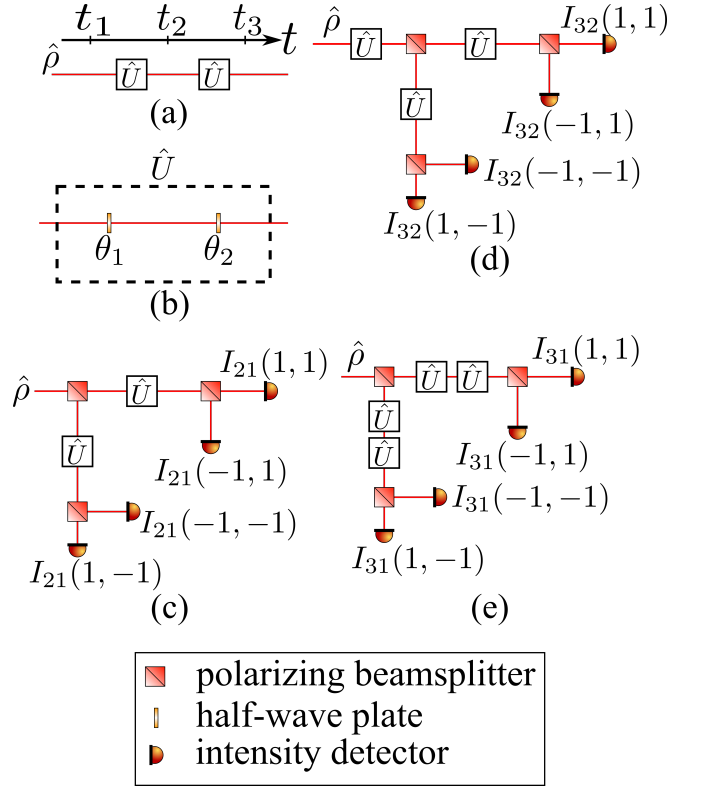 t₁ t₂ t₃ t
ρ̂ Û Û
(a)
Û
θ₁ θ₂
(b)
ρ̂ Û Û I₃₂(1, 1)
Û I₃₂(−1, 1)
I₃₂(−1, −1)
I₃₂(1, −1)
(d)
ρ̂ Û I₂₁(1, 1)
Û I₂₁(−1, 1)
I₂₁(−1, −1)
I₂₁(1, −1)
(c)
ρ̂ Û Û I₃₁(1, 1)
Û
Û I₃₁(−1, 1)
I₃₁(−1, −1)
I₃₁(1, −1)
(e)
polarizing beamsplitter
half-wave plate
intensity detector